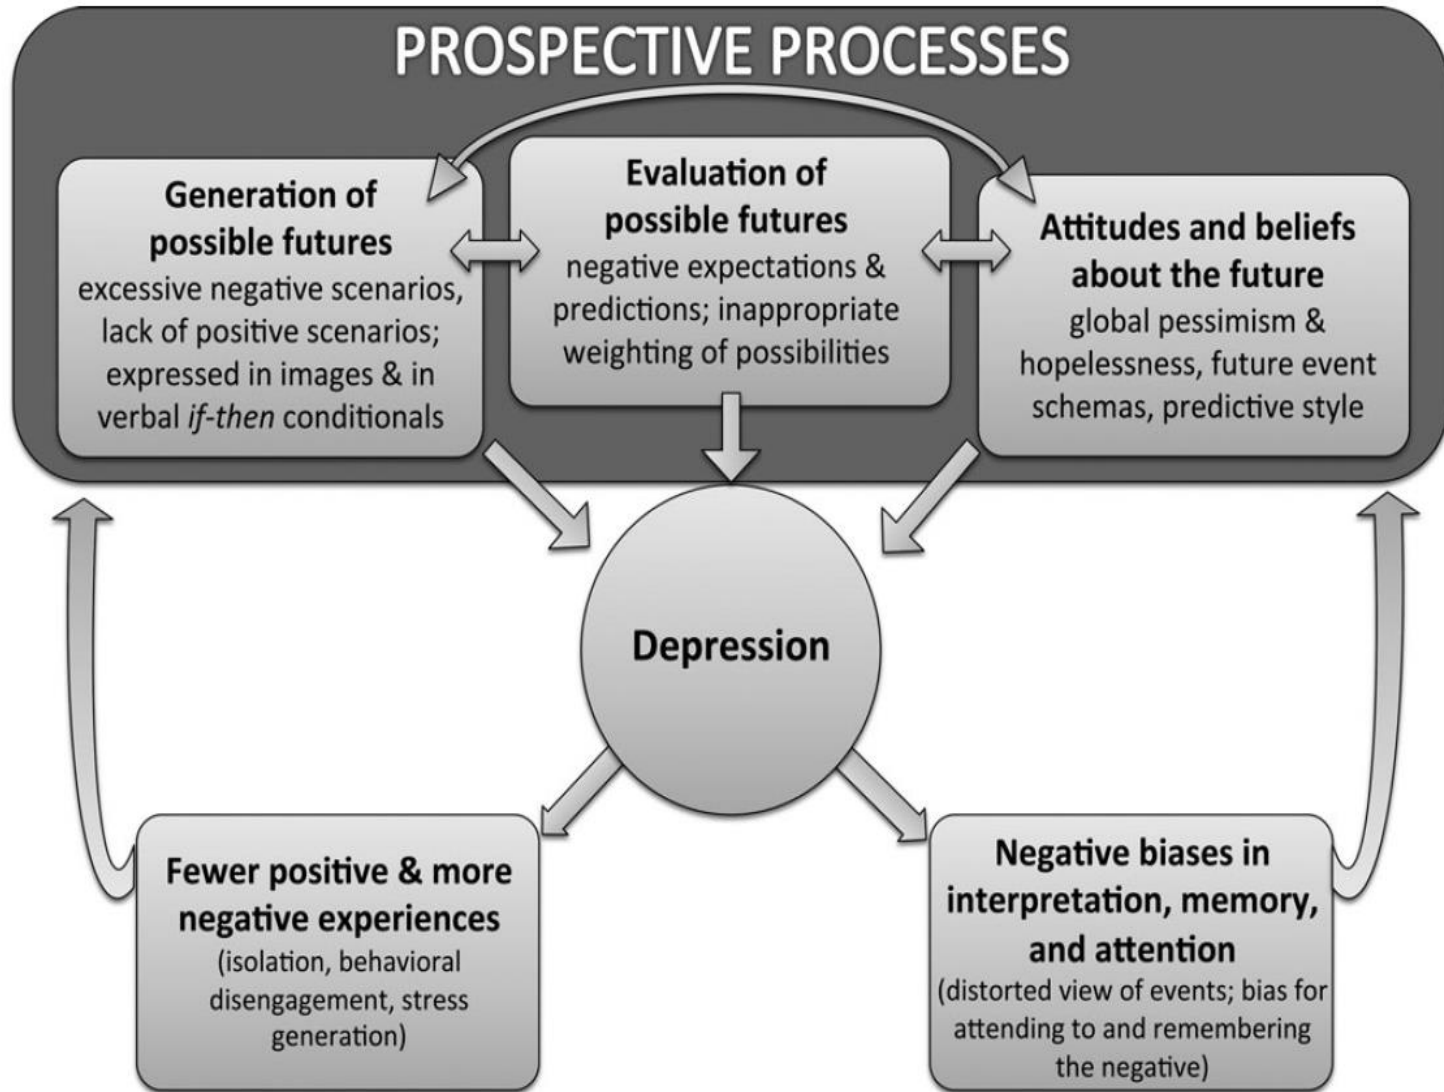 PROSPECTIVE PROCESSES
Generation of
possible futures
excessive negative scenarios,
lack of positive scenarios;
expressed in images & in
verbal if-then conditionals
Evaluation of
possible futures
negative expectations &
predictions; inappropriate
weighting of possibilities
Attitudes and beliefs
about the future
global pessimism &
hopelessness, future event
schemas, predictive style
Depression
Fewer positive & more
negative experiences
(isolation, behavioral
disengagement, stress
generation)
Negative biases in
interpretation, memory,
and attention
(distorted view of events; bias for
attending to and remembering
the negative)